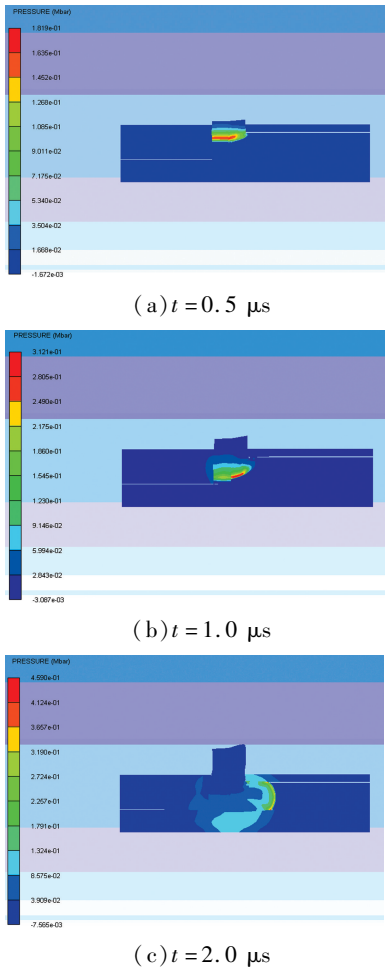 PRESSURE (Mbar)
1.819e-01
1.635e-01
1.452e-01
1.268e-01
1.085e-01
9.011e-02
7.175e-02
5.340e-02
3.504e-02
1.668e-02
-1.672e-03
(a) t=0.5 μs
PRESSURE (Mbar)
3.121e-01
2.805e-01
2.490e-01
2.175e-01
1.860e-01
1.545e-01
1.230e-01
9.146e-02
5.994e-02
2.843e-02
-3.087e-03
(b) t=1.0 μs
PRESSURE (Mbar)
4.590e-01
4.124e-01
3.657e-01
3.190e-01
2.724e-01
2.257e-01
1.791e-01
1.324e-01
8.575e-02
3.909e-02
-7.565e-03
(c) t=2.0 μs